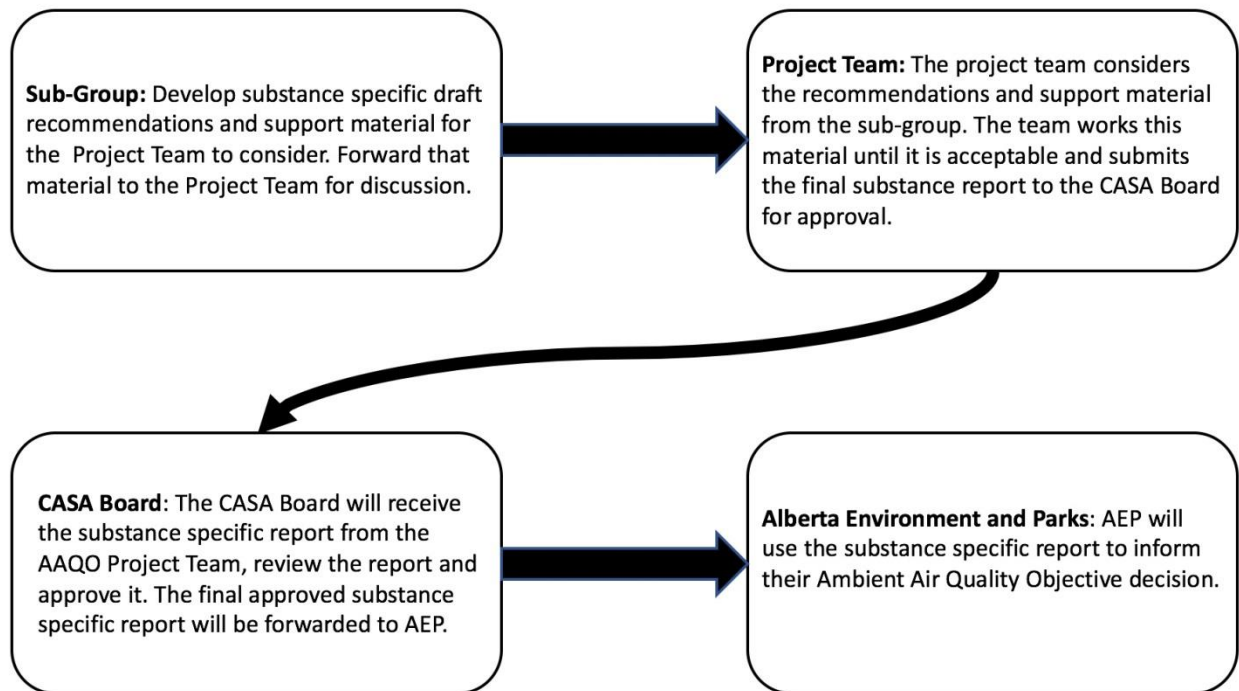 Sub-Group: Develop substance specific draft
recommendations and support material for
the Project Team to consider. Forward that
material to the Project Team for discussion.
Project Team: The project team considers
the recommendations and support material
from the sub-group. The team works this
material until it is acceptable and submits
the final substance report to the CASA Board
for approval.
CASA Board: The CASA Board will receive
the substance specific report from the
AAQO Project Team, review the report and
approve it. The final approved substance
specific report will be forwarded to AEP.
Alberta Environment and Parks: AEP will
use the substance specific report to inform
their Ambient Air Quality Objective decision.